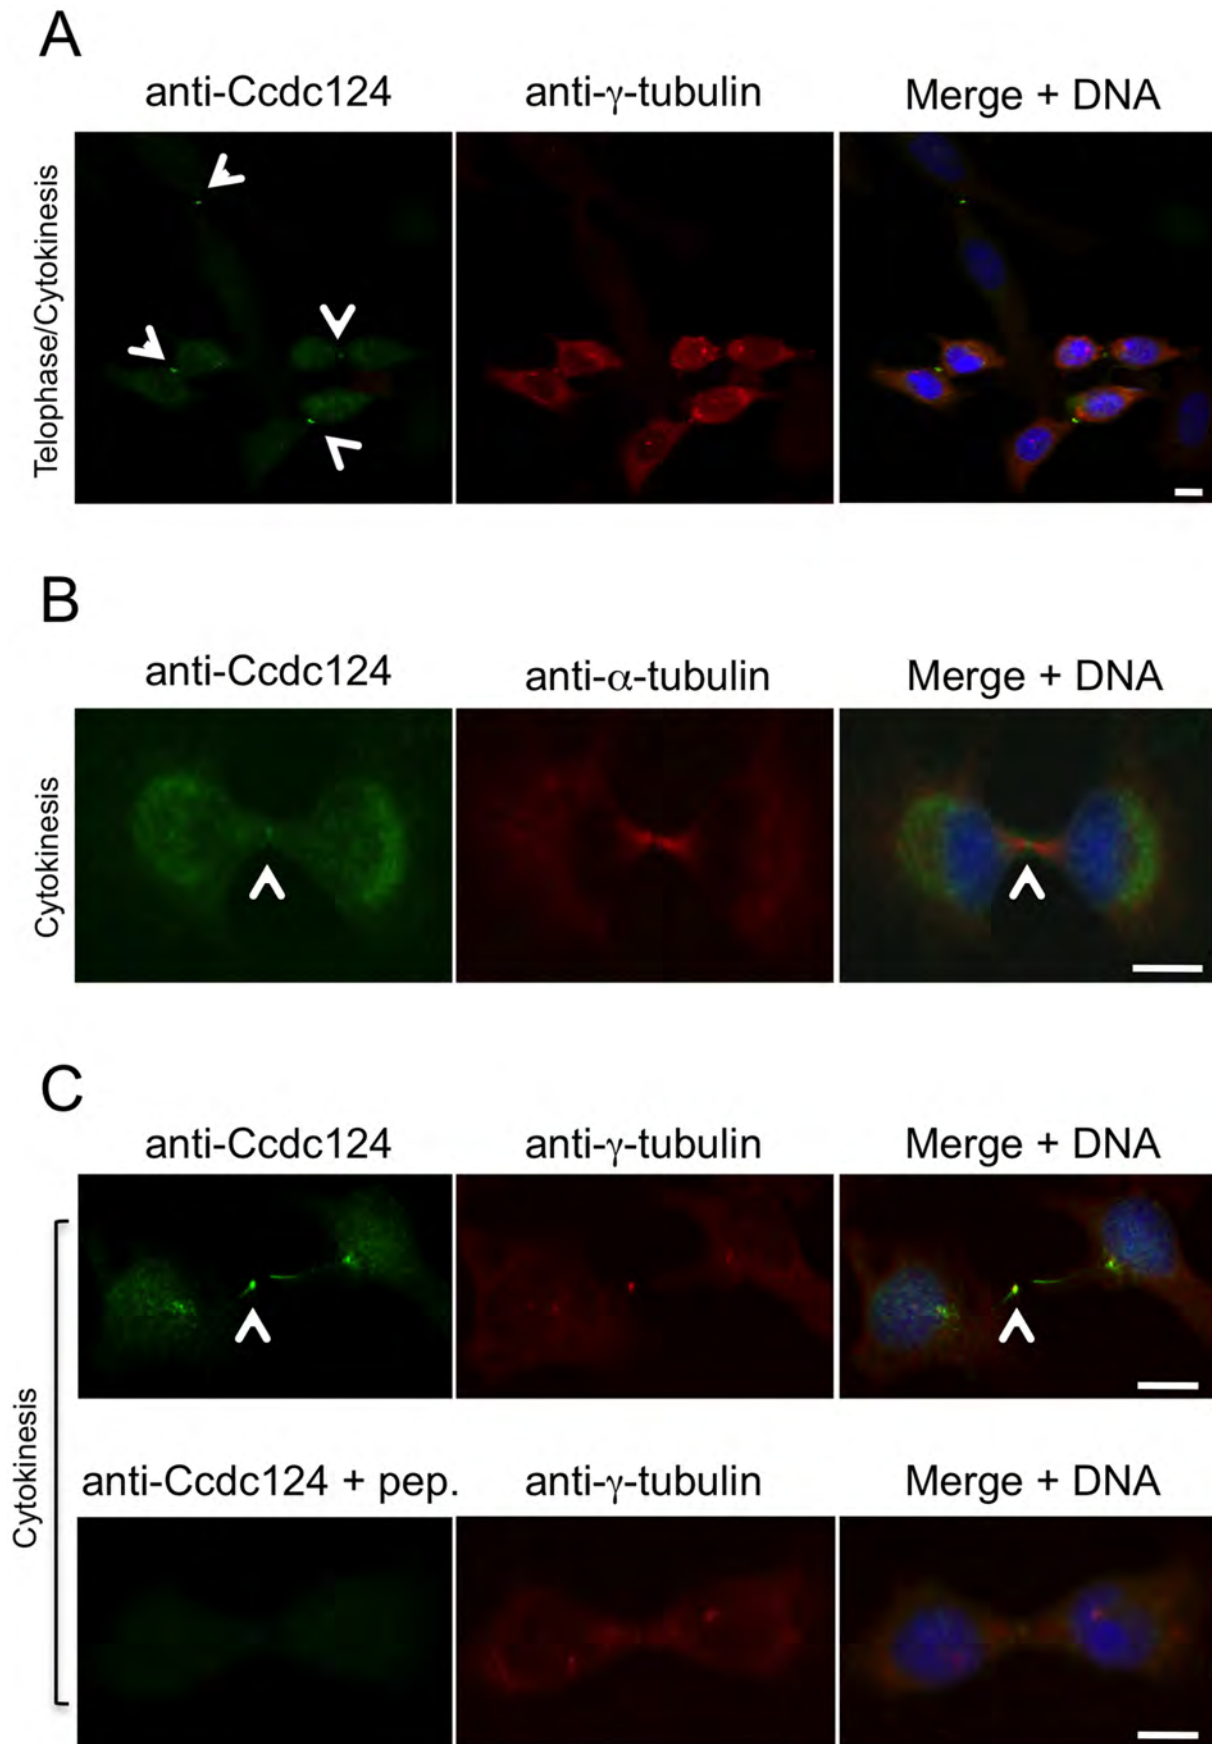 A
anti-Ccdc124 anti-γ-tubulin Merge + DNA
Telophase/Cytokinesis
B
anti-Ccdc124 anti-α-tubulin Merge + DNA
Cytokinesis
C
anti-Ccdc124 anti-γ-tubulin Merge + DNA
Cytokinesis
anti-Ccdc124 + pep. anti-γ-tubulin Merge + DNA